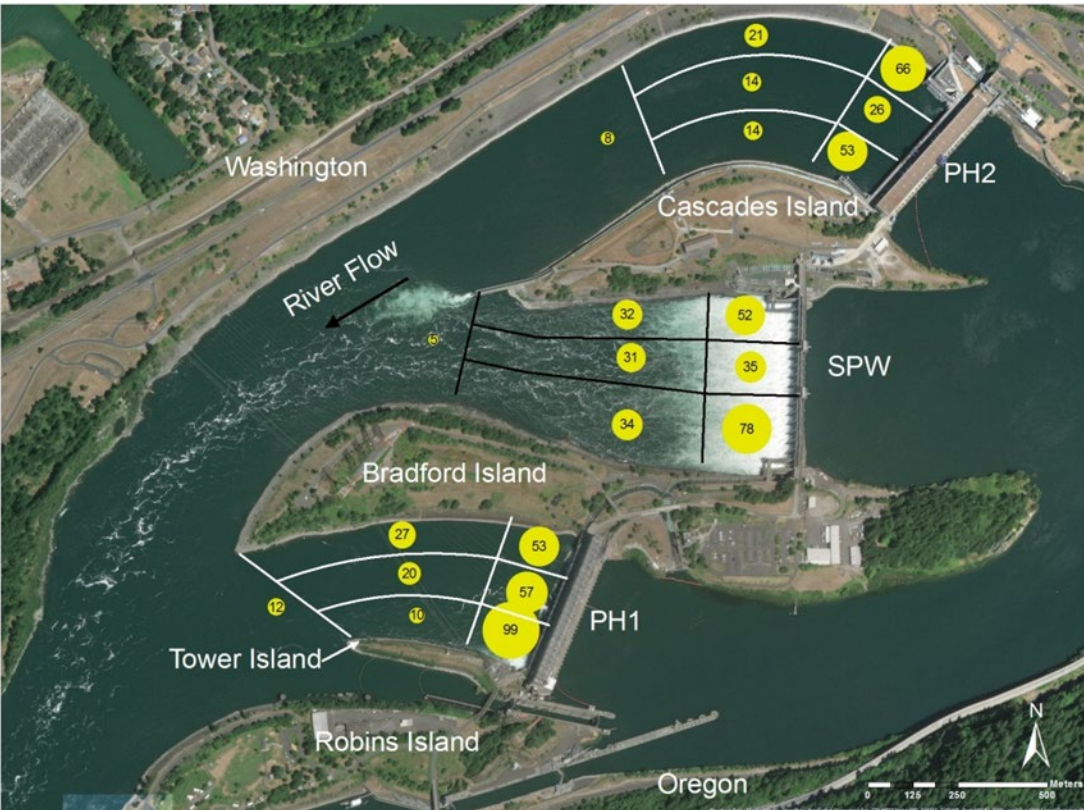 21
66
14
26
8
14
53
Washington
PH2
Cascades Island
River Flow
32
52
5
31
35
SPW
34
78
Bradford Island
27
53
20
57
12
10
99
PH1
Tower Island
Robins Island
Oregon
N
Meters
0 125 250 500